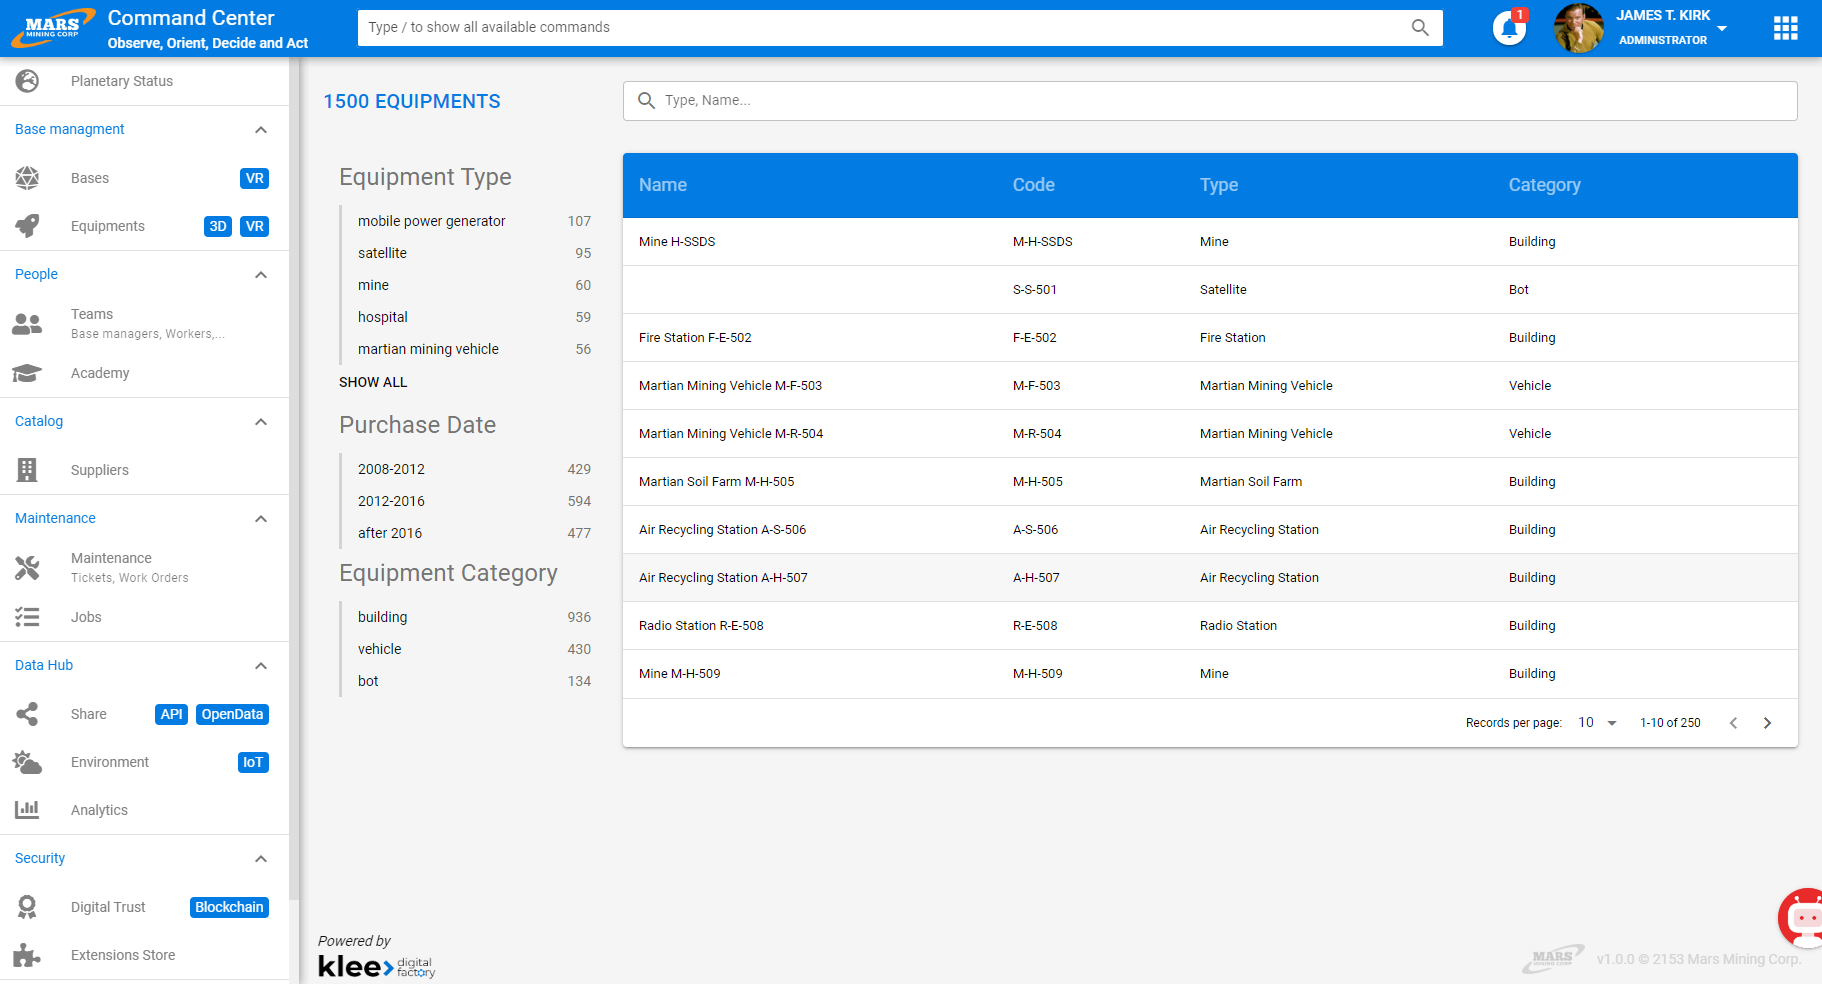 MARS
MINING CORP
Command Center
Observe, Orient, Decide and Act
Type / to show all available commands
1
JAMES T. KIRK
ADMINISTRATOR
Planetary Status
Base managment
Bases VR
Equipments 3D VR
People
Teams
Base managers, Workers,...
Academy
Catalog
Suppliers
Maintenance
Maintenance
Tickets, Work Orders
Jobs
Data Hub
Share API OpenData
Environment IoT
Analytics
Security
Digital Trust Blockchain
Extensions Store
1500 EQUIPMENTS
Type, Name...
Equipment Type
mobile power generator 107
satellite 95
mine 60
hospital 59
martian mining vehicle 56
SHOW ALL
Purchase Date
2008-2012 429
2012-2016 594
after 2016 477
Equipment Category
building 936
vehicle 430
bot 134
Name Code Type Category
Mine H-SSDS M-H-SSDS Mine Building
S-S-501 Satellite Bot
Fire Station F-E-502 F-E-502 Fire Station Building
Martian Mining Vehicle M-F-503 M-F-503 Martian Mining Vehicle Vehicle
Martian Mining Vehicle M-R-504 M-R-504 Martian Mining Vehicle Vehicle
Martian Soil Farm M-H-505 M-H-505 Martian Soil Farm Building
Air Recycling Station A-S-506 A-S-506 Air Recycling Station Building
Air Recycling Station A-H-507 A-H-507 Air Recycling Station Building
Radio Station R-E-508 R-E-508 Radio Station Building
Mine M-H-509 M-H-509 Mine Building
Records per page: 10 1-10 of 250
Powered by
klee digital factory
MARS
MINING CORP
v1.0.0 © 2153 Mars Mining Corp.